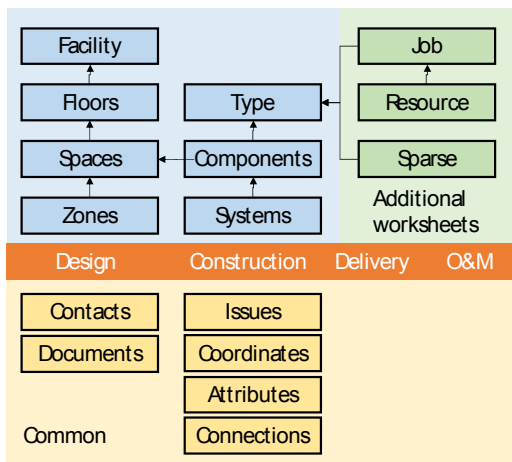 Facility
Job
Floors
Type
Resource
Spaces
Components
Sparse
Zones
Systems
Additional
worksheets
Design
Construction
Delivery
O&M
Contacts
Issues
Documents
Coordinates
Attributes
Common
Connections